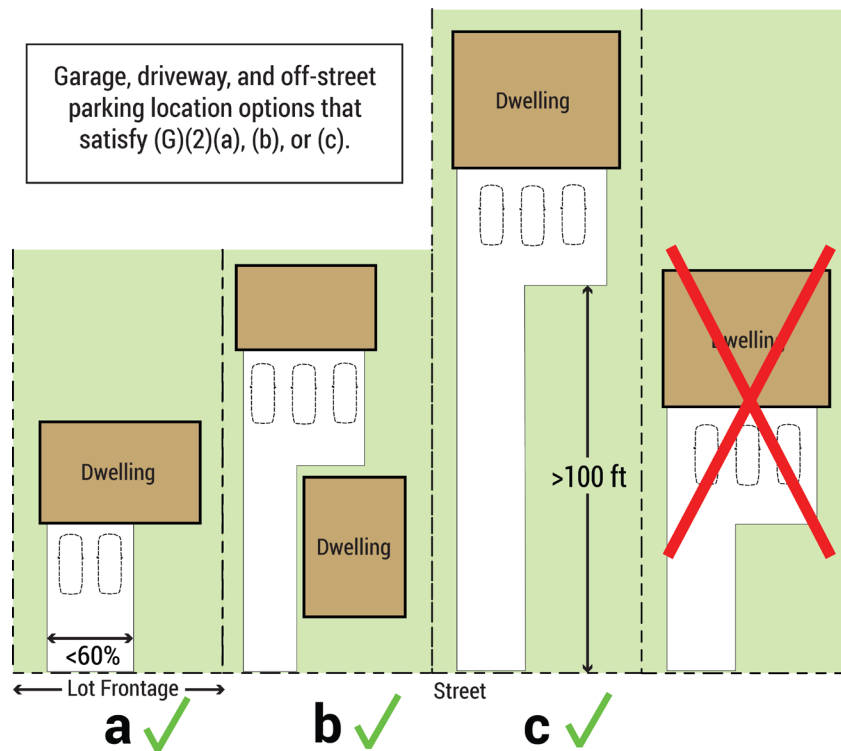 Garage, driveway, and off-street
parking location options that
satisfy (G)(2)(a), (b), or (c).
Dwelling
Dwelling
Dwelling
Dwelling
>100 ft
<60%
Lot Frontage
Street
a
b
c